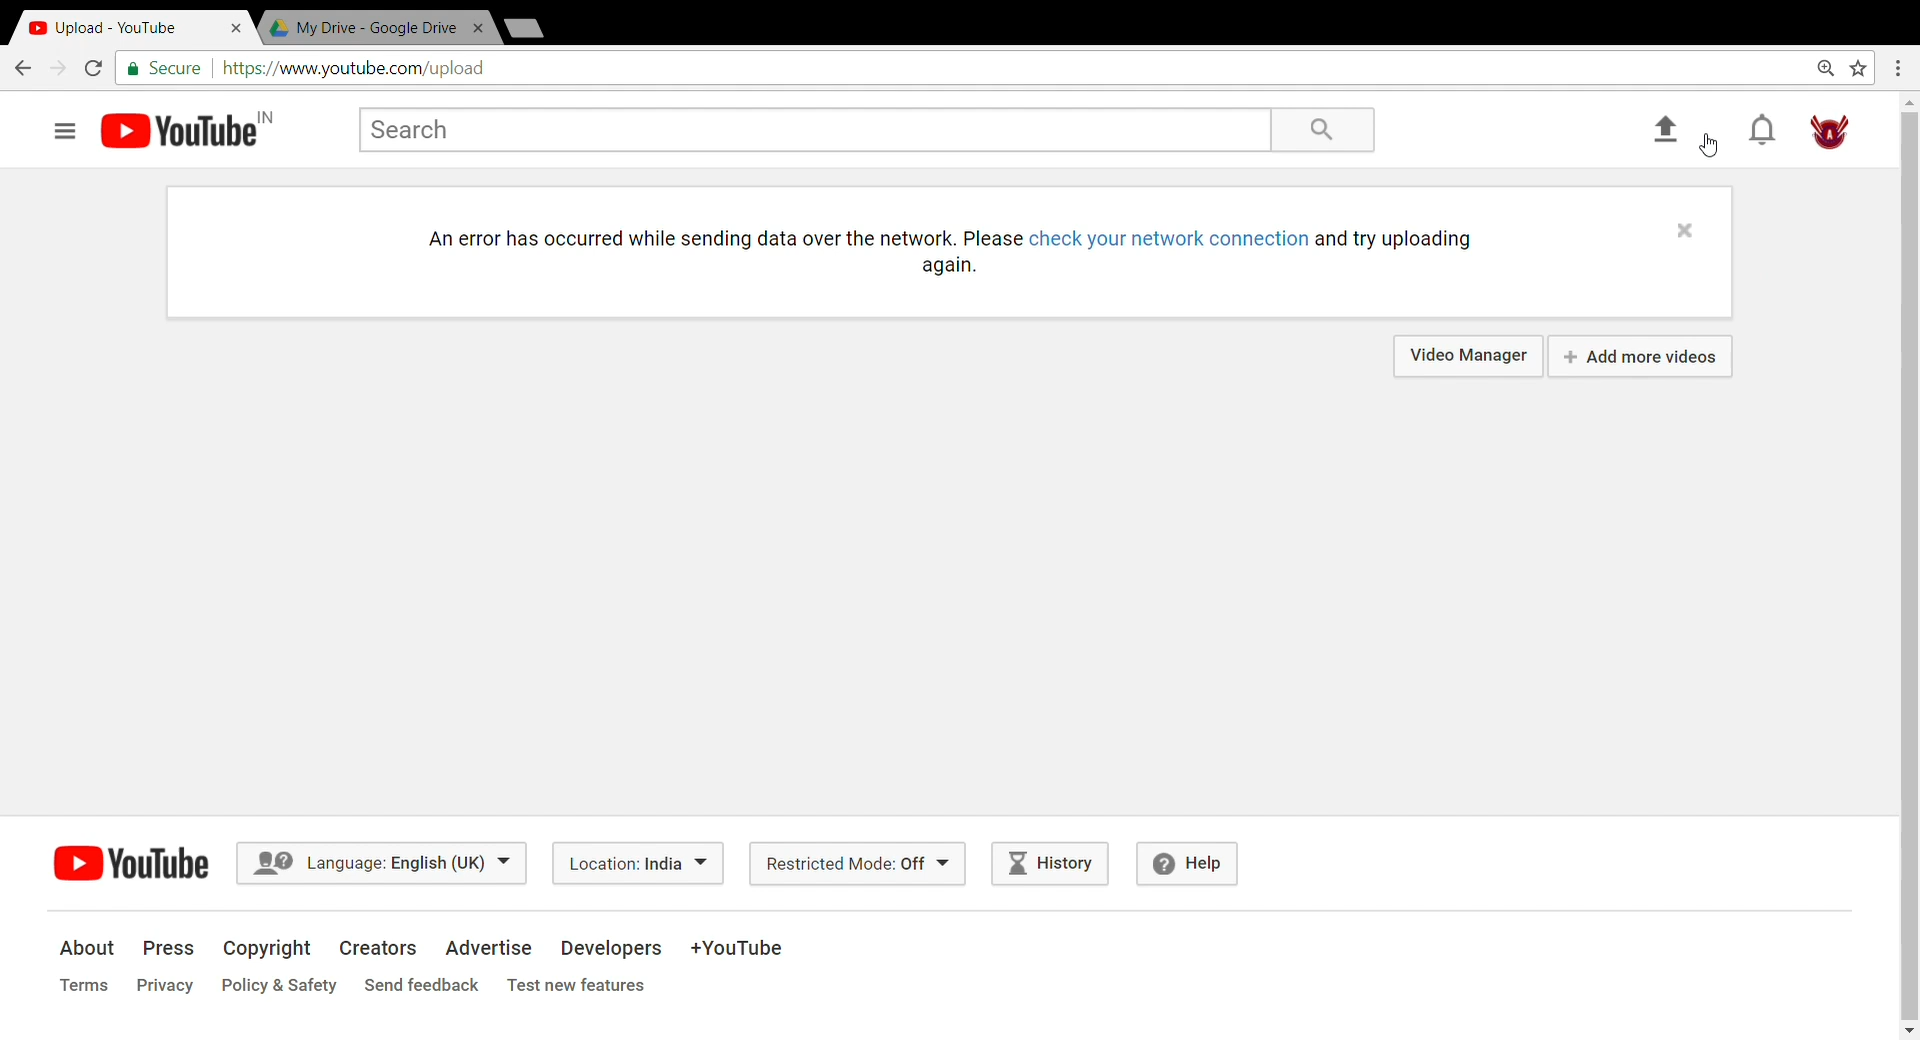 Upload - YouTube
My Drive - Google Drive
Secure https://www.youtube.com/upload
YouTube IN
Search
A
An error has occurred while sending data over the network. Please check your network connection and try uploading
again.
Video Manager
+ Add more videos
YouTube
Language: English (UK)
Location: India
Restricted Mode: Off
History
? Help
About Press Copyright Creators Advertise Developers +YouTube
Terms Privacy Policy & Safety Send feedback Test new features